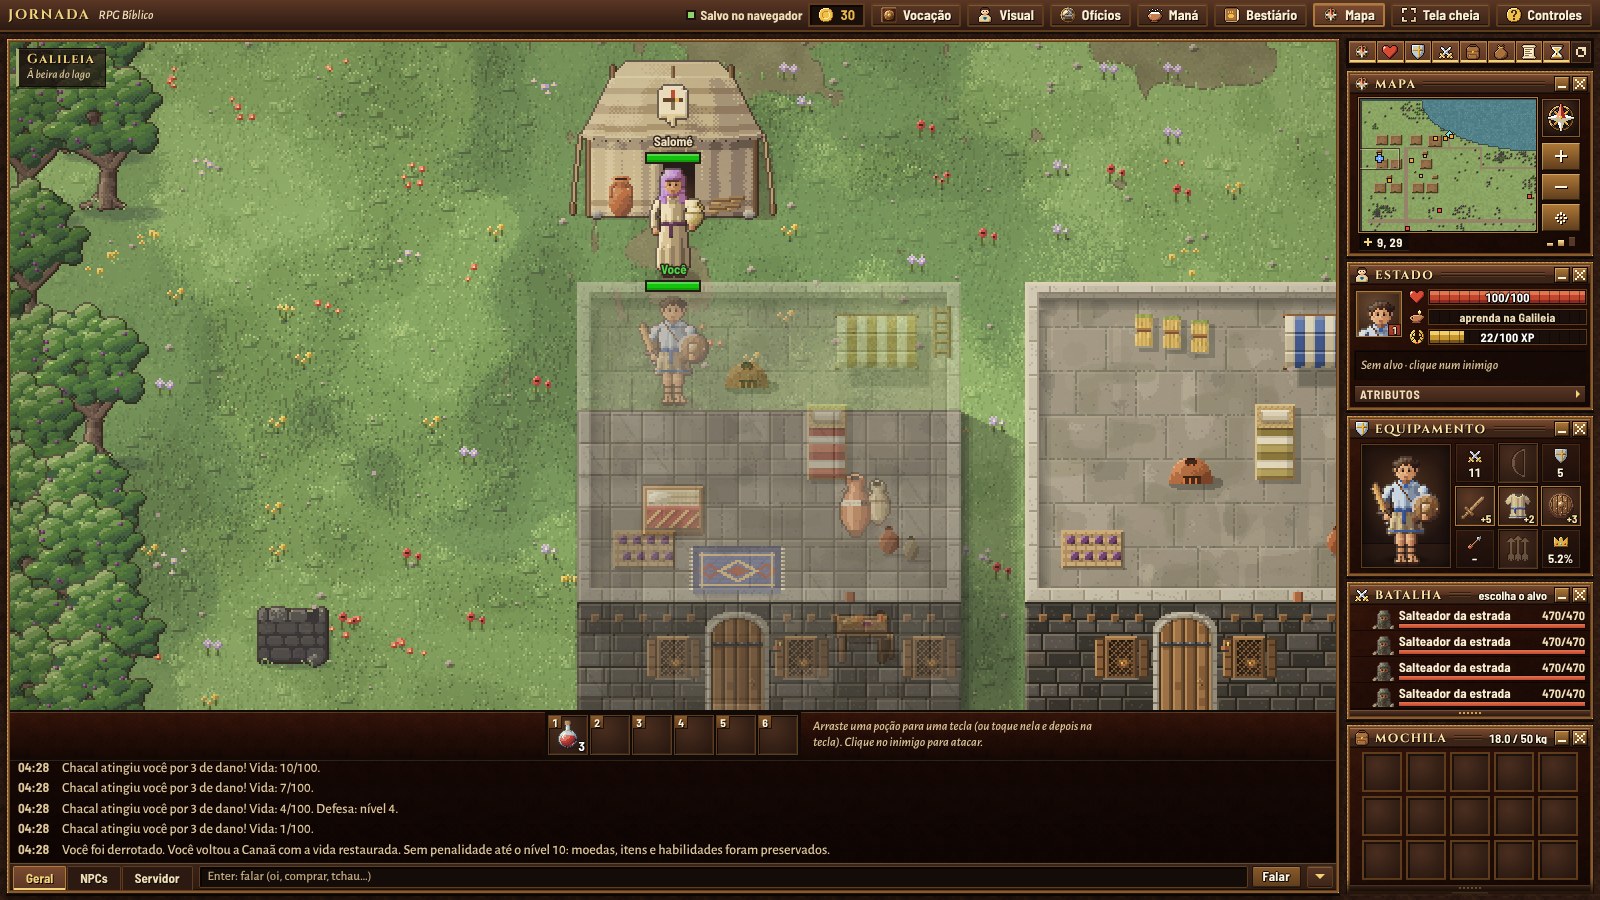 JORNADA RPG Bíblico
Salvo no navegador
30
Vocação
Visual
Ofícios
Maná
Bestiário
Mapa
Tela cheia
Controles
GALILEIA
À beira do lago
Salomé
Você
MAPA
9, 29
ESTADO
100/100
1
aprenda na Galileia
22/100 XP
Sem alvo · clique num inimigo
ATRIBUTOS
EQUIPAMENTO
11
5
+5
+2
+3
-
5.2%
BATALHA escolha o alvo
Salteador da estrada 470/470
Salteador da estrada 470/470
Salteador da estrada 470/470
Salteador da estrada 470/470
MOCHILA 18.0 / 50 kg
1 2 3 4 5 6
3
Arraste uma poção para uma tecla (ou toque nela e depois na
tecla). Clique no inimigo para atacar.
04:28 Chacal atingiu você por 3 de dano! Vida: 10/100.
04:28 Chacal atingiu você por 3 de dano! Vida: 7/100.
04:28 Chacal atingiu você por 3 de dano! Vida: 4/100. Defesa: nível 4.
04:28 Chacal atingiu você por 3 de dano! Vida: 1/100.
04:28 Você foi derrotado. Você voltou a Canaã com a vida restaurada. Sem penalidade até o nível 10: moedas, itens e habilidades foram preservados.
Geral
NPCs
Servidor
Enter: falar (oi, comprar, tchau...)
Falar